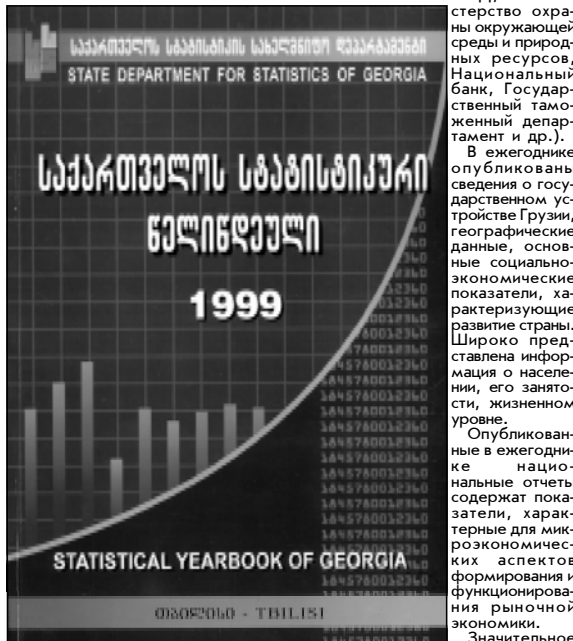 საქართველოს სტატისტიკის სახელმწიფო დეპარტამენტი
STATE DEPARTMENT FOR STATISTICS OF GEORGIA
საქართველოს სტატისტიკური
წელიწდეული
1999
STATISTICAL YEARBOOK OF GEORGIA
თბილისი - TBILISI
стерство охра-
ны окружающей
среды и природ-
ных ресурсов,
Национальный
банк, Государ-
ственный тамо-
женный депар-
тамент и др.).
В ежегоднике
опубликованы
сведения о госу-
дарственном ус-
тройстве Грузии,
географические
данные, основ-
ные социально-
экономические
показатели, ха-
рактеризующие
развитие страны.
Широко пред-
ставлена инфор-
мация о населе-
нии, его занято-
сти, жизненном
уровне.
Опубликован-
ные в ежегодни-
ке нацио-
нальные отчеты
содержат пока-
затели, харак-
терные для мик-
роэкономичес-
ких аспектов
формирования и
функционирова-
ния рыночной
экономики.
Значительное